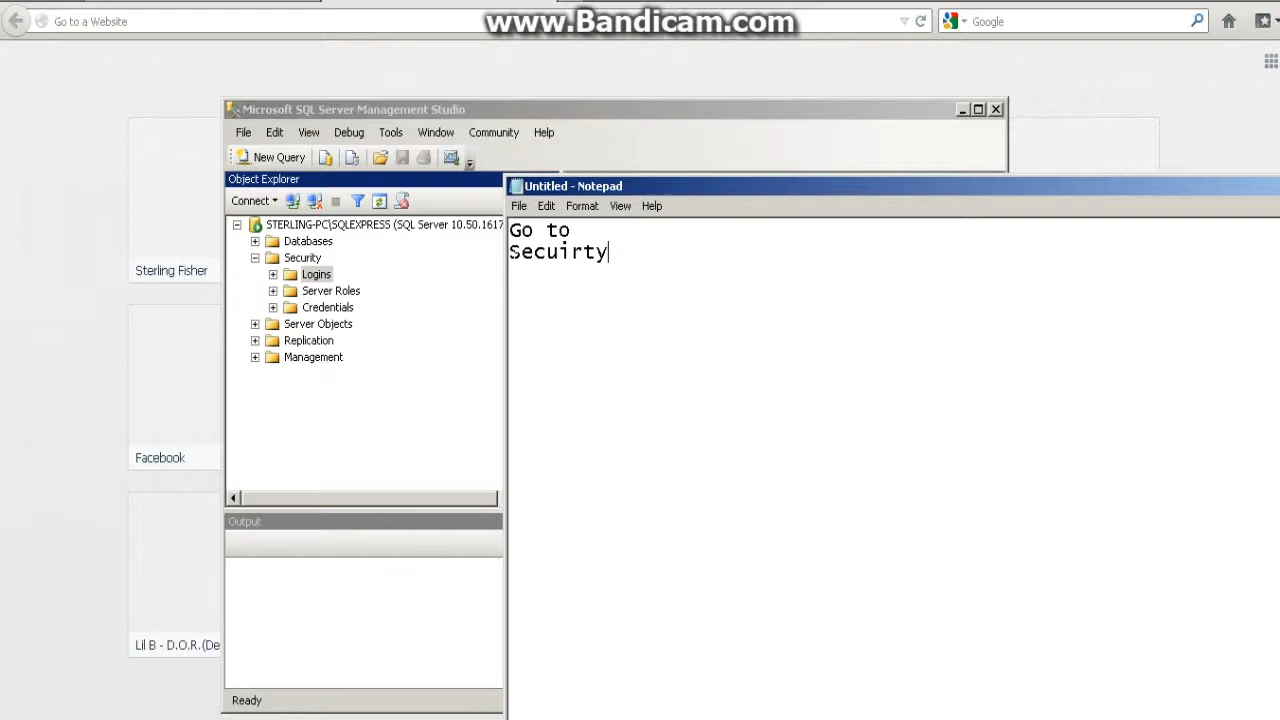 www.Bandicam.com
Go to a Website
Google
Microsoft SQL Server Management Studio
File Edit View Debug Tools Window Community Help
New Query
Object Explorer
Connect
STERLING-PC\SQLEXPRESS (SQL Server 10.50.1617
Databases
Security
Logins
Server Roles
Credentials
Server Objects
Replication
Management
Output
Ready
Untitled - Notepad
File Edit Format View Help
Go to
Secuirty
Sterling Fisher
Facebook
Lil B - D.O.R.(De